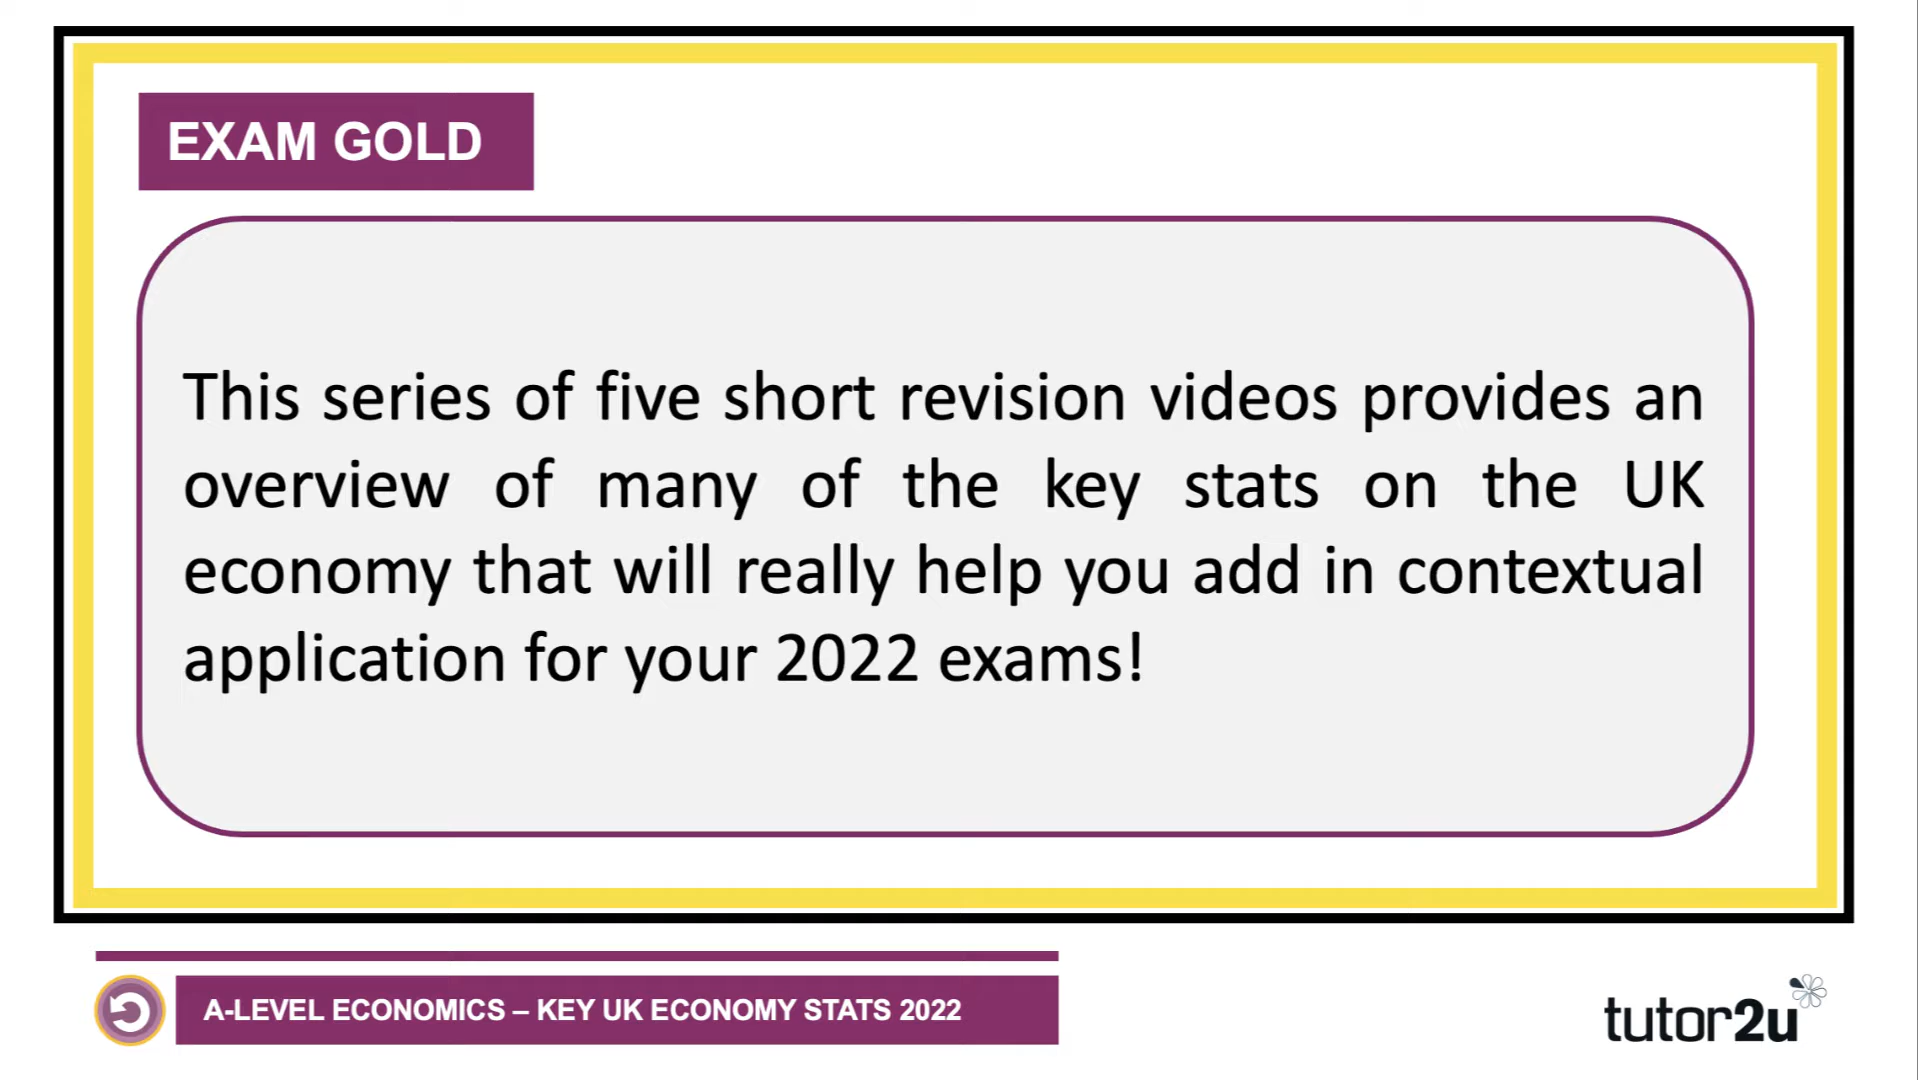 EXAM GOLD
This series of five short revision videos provides an
overview of many of the key stats on the UK
economy that will really help you add in contextual
application for your 2022 exams!
A-LEVEL ECONOMICS – KEY UK ECONOMY STATS 2022
tutor2u